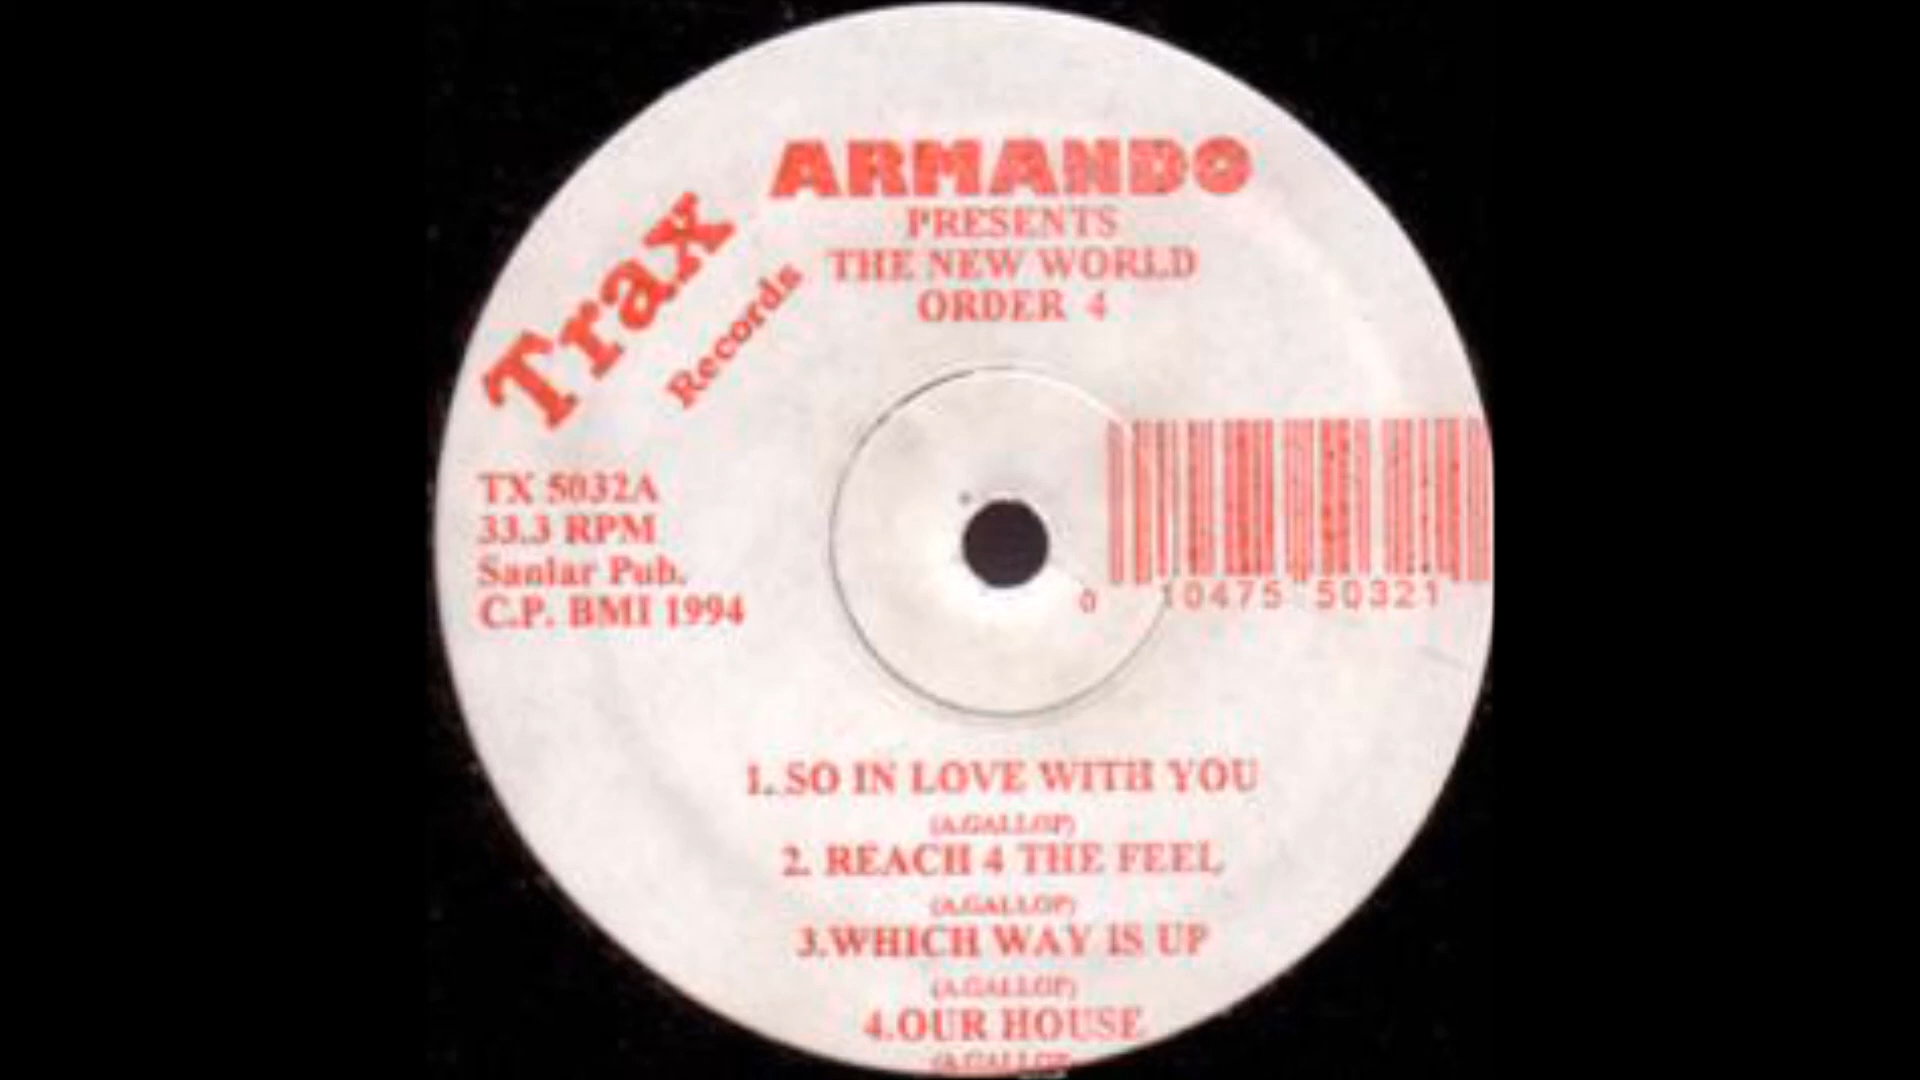 ARMANDO
PRESENTS
THE NEW WORLD
ORDER 4
Trax
Records
TX 5032A
33.3 RPM
Sanlar Pub.
C.P. BMI 1994
0 10475 50321
1. SO IN LOVE WITH YOU
(A.GALLOP)
2. REACH 4 THE FEEL
(A.GALLOP)
3.WHICH WAY IS UP
(A.GALLOP)
4.OUR HOUSE
(A.GALLOP